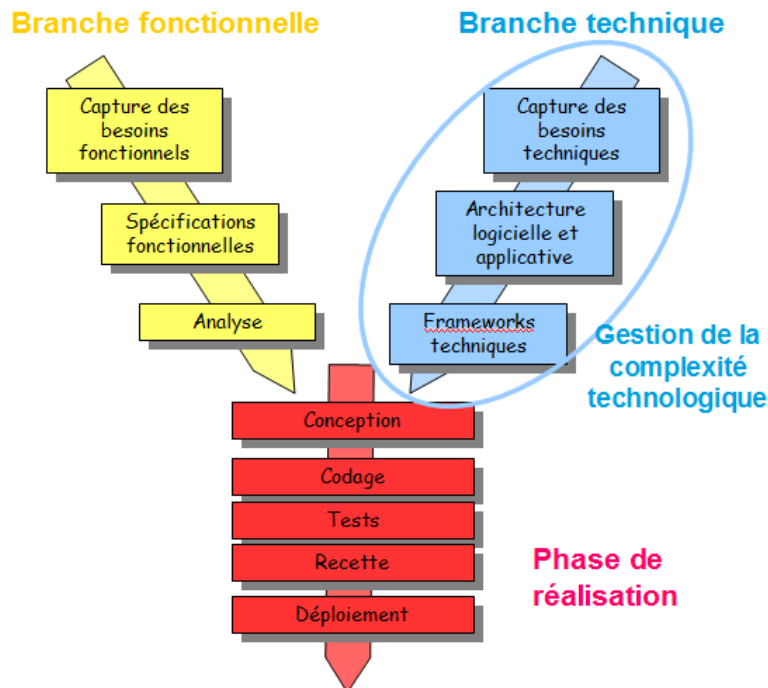 Branche fonctionnelle
Branche technique
Capture des
besoins
fonctionnels
Capture des
besoins
techniques
Spécifications
fonctionnelles
Architecture
logicielle et
applicative
Analyse
Frameworks
techniques
Gestion de la
complexité
technologique
Conception
Codage
Tests
Recette
Déploiement
Phase de
réalisation